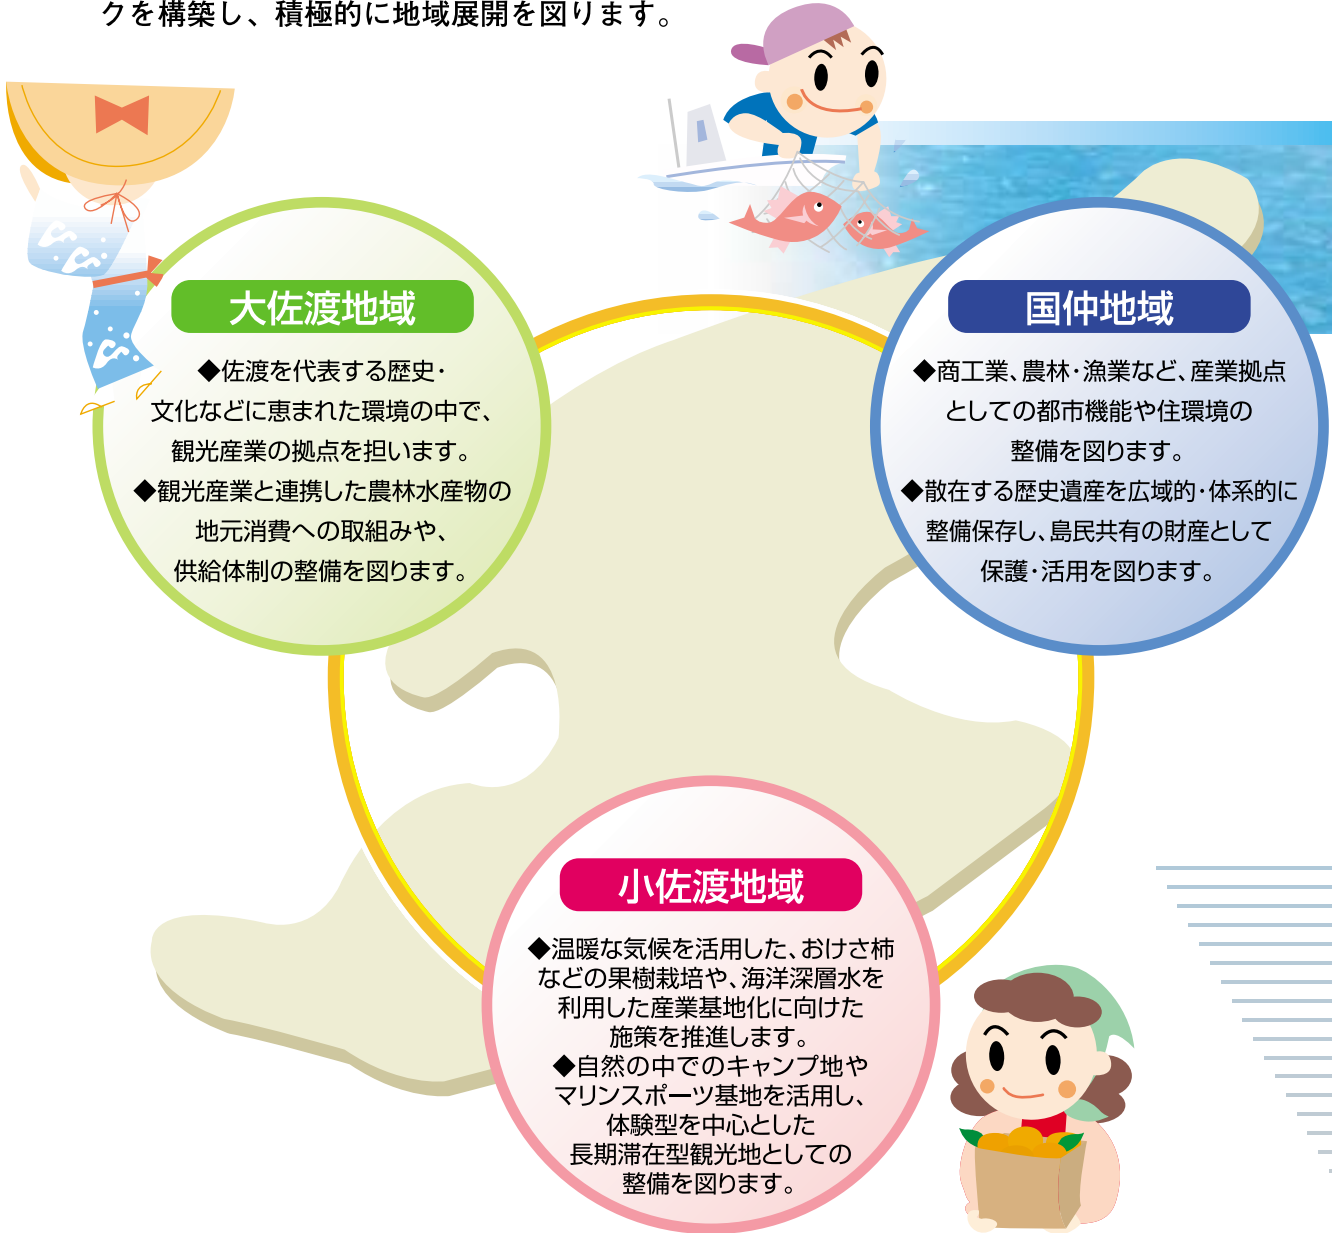 クを構築し、積極的に地域展開を図ります。
大佐渡地域
◆佐渡を代表する歴史・
文化などに恵まれた環境の中で、
観光産業の拠点を担います。
◆観光産業と連携した農林水産物の
地元消費への取組みや、
供給体制の整備を図ります。
国仲地域
◆商工業、農林・漁業など、産業拠点
としての都市機能や住環境の
整備を図ります。
◆散在する歴史遺産を広域的・体系的に
整備保存し、島民共有の財産として
保護・活用を図ります。
小佐渡地域
◆温暖な気候を活用した、おけさ柿
などの果樹栽培や、海洋深層水を
利用した産業基地化に向けた
施策を推進します。
◆自然の中でのキャンプ地や
マリンスポーツ基地を活用し、
体験型を中心とした
長期滞在型観光地としての
整備を図ります。